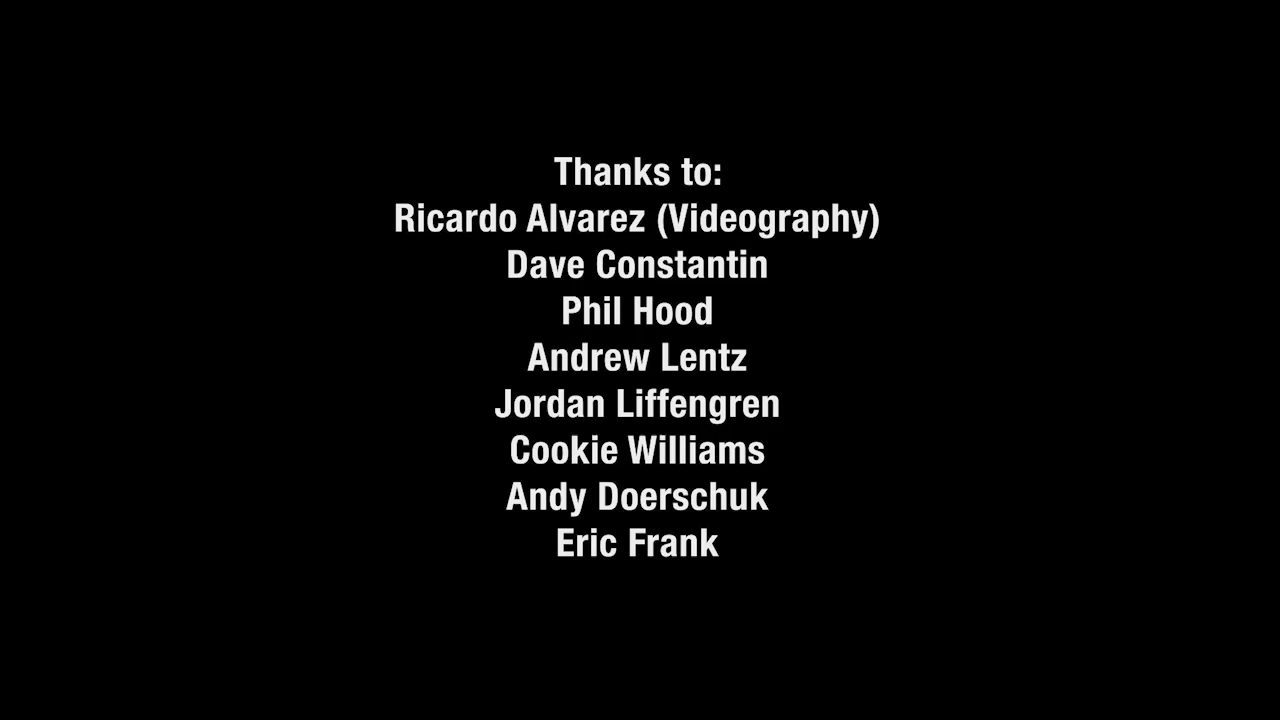 Thanks to:
Ricardo Alvarez (Videography)
Dave Constantin
Phil Hood
Andrew Lentz
Jordan Liffengren
Cookie Williams
Andy Doerschuk
Eric Frank